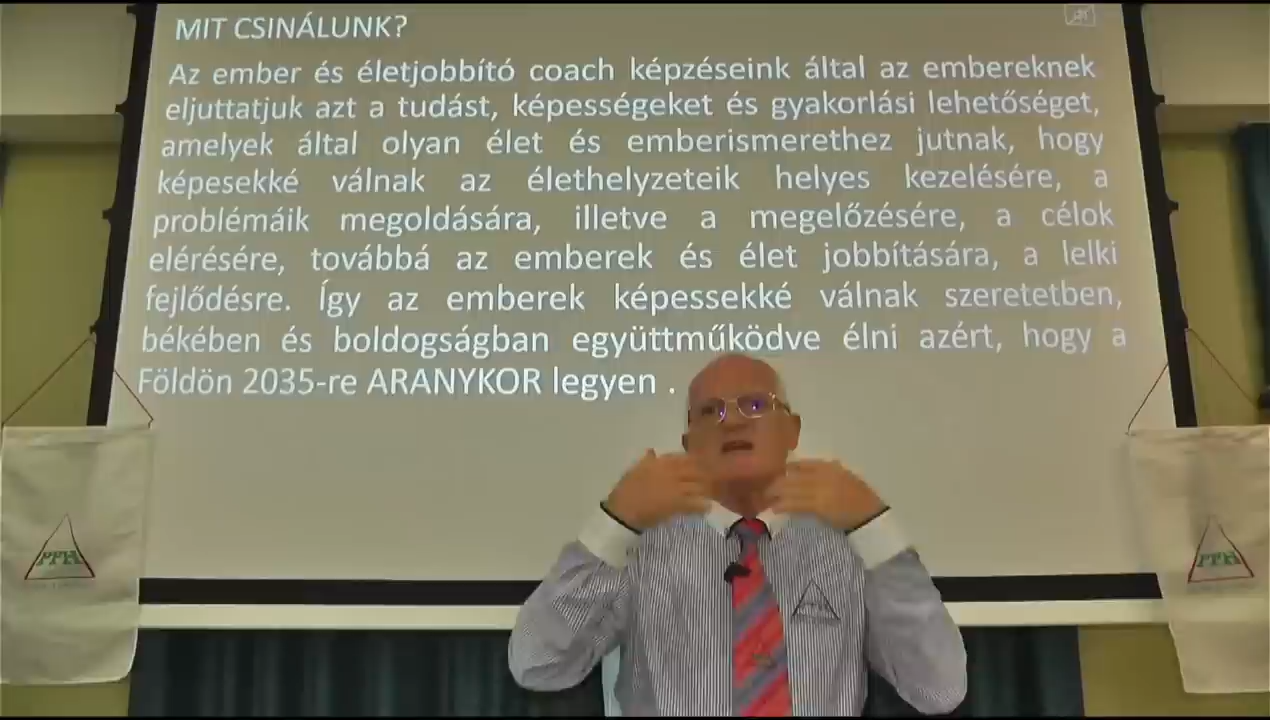 MIT CSINÁLUNK?
Az ember és életjobbító coach képzéseink által az embereknek
eljuttatjuk azt a tudást, képességeket és gyakorlási lehetőséget,
amelyek által olyan élet és emberismerethez jutnak, hogy
képesekké válnak az élethelyzeteik helyes kezelésére, a
problémáik megoldására, illetve a megelőzésére, a célok
elérésére, továbbá az emberek és élet jobbítására, a lelki
fejlődésre. Így az emberek képessekké válnak szeretetben,
békében és boldogságban együttműködve élni azért, hogy a
Földön 2035-re ARANYKOR legyen .
PFH
PFH
PFH